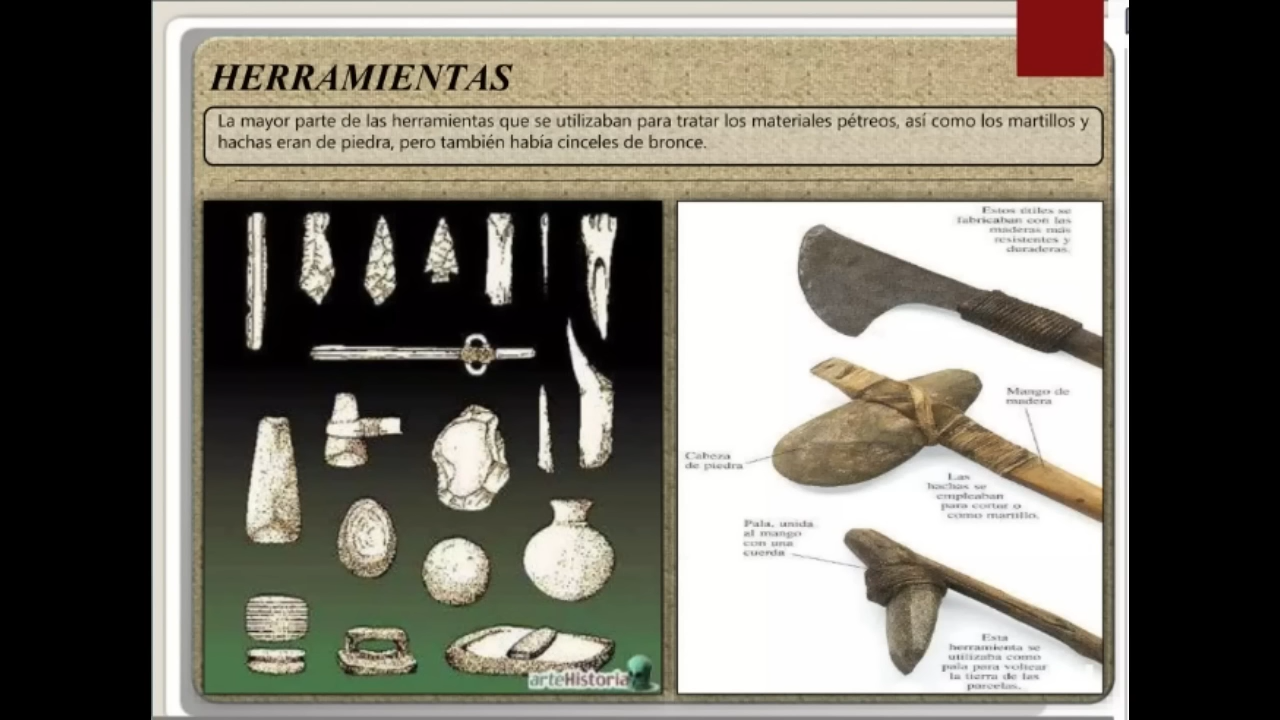 HERRAMIENTAS
La mayor parte de las herramientas que se utilizaban para tratar los materiales pétreos, así como los martillos y
hachas eran de piedra, pero también había cinceles de bronce.
Estos útiles se
fabricaban con las
maderas más
resistentes y
duraderas.
Mango de
madera
Cabeza
de piedra
Las
hachas se
empleaban
para cortar o
como martillo.
Pala, unida
al mango
con una
cuerda
Esta
herramienta se
utilizaba como
pala para volicar
la tierra de las
parcelas.
arteHistoria